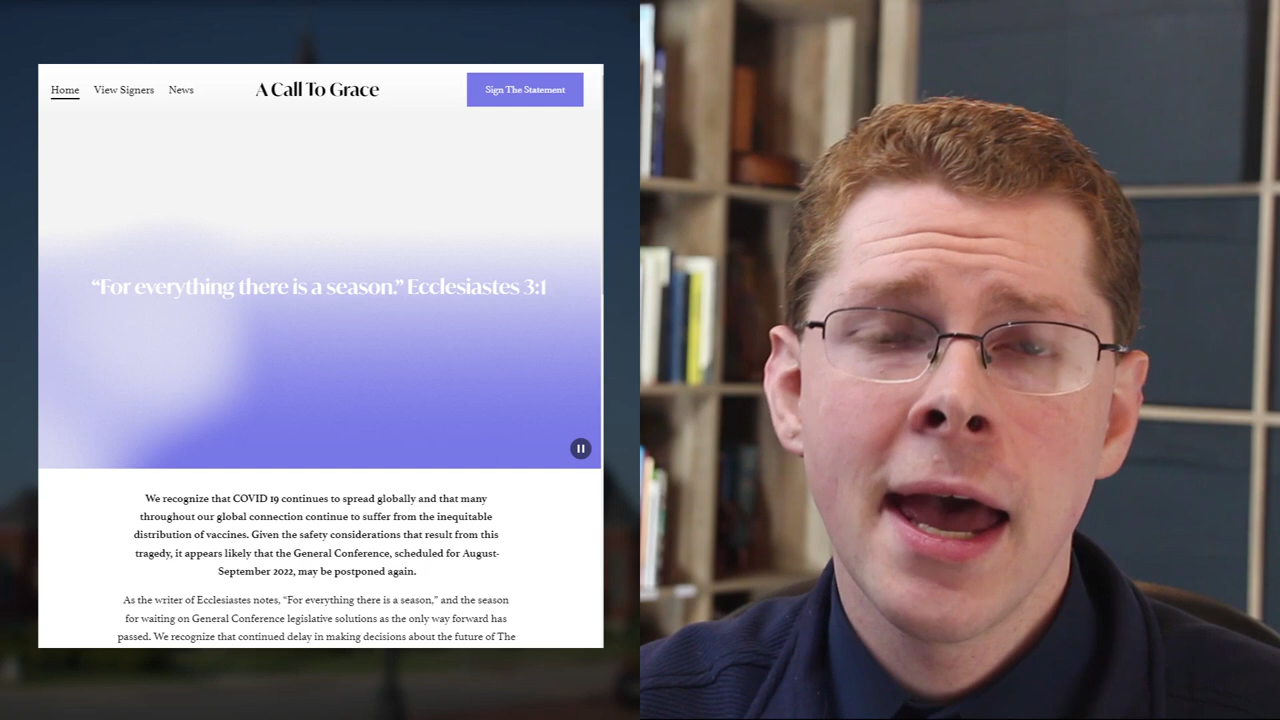 Home View Signers News A Call To Grace Sign The Statement
“For everything there is a season.” Ecclesiastes 3:1
We recognize that COVID 19 continues to spread globally and that many
throughout our global connection continue to suffer from the inequitable
distribution of vaccines. Given the safety considerations that result from this
tragedy, it appears likely that the General Conference, scheduled for August-
September 2022, may be postponed again.
As the writer of Ecclesiastes notes, “For everything there is a season,” and the season
for waiting on General Conference legislative solutions as the only way forward has
passed. We recognize that continued delay in making decisions about the future of The